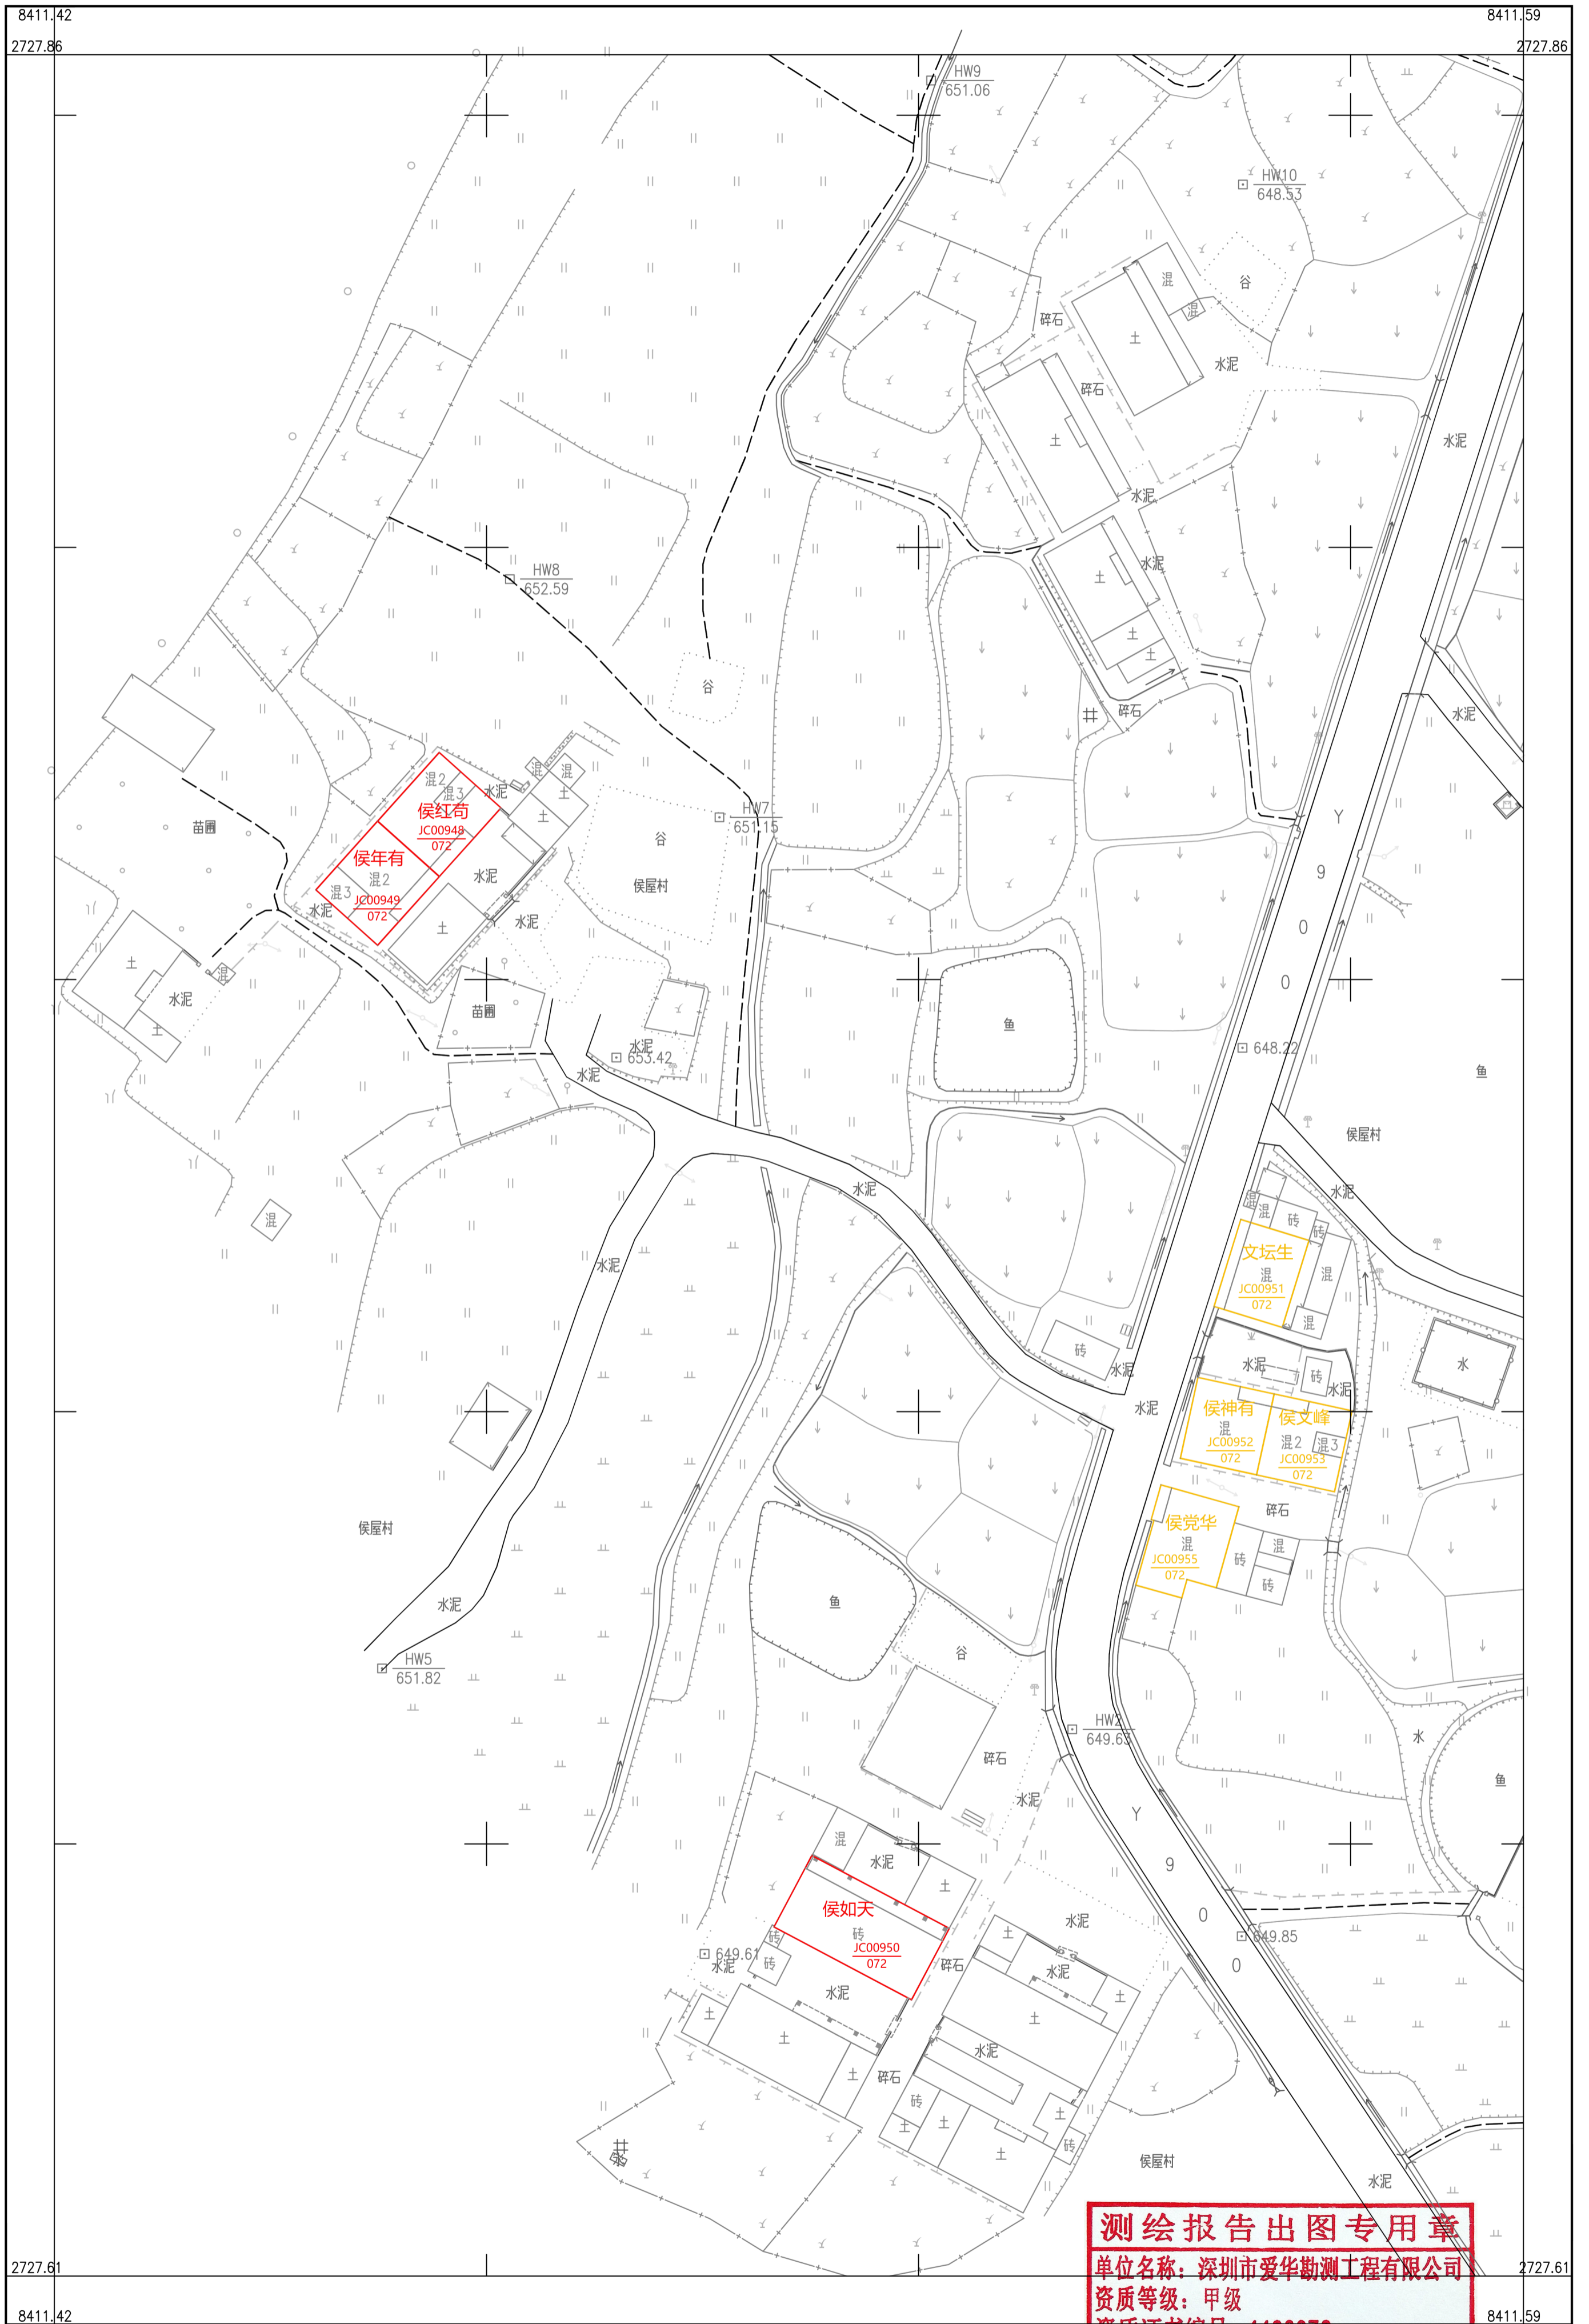 8411.42
8411.59
2727.86
2727.86
HW9
651.06
HW10
648.53
混
谷
混
碎石
土
水泥
碎石
土
水泥
水泥
水泥
土
HW8
652.59
土
土
谷
碎石
水泥
混2
混3
水泥
混
混
土
土
侯红苟
JC00948
072
HW7
651.15
Y
9
0
0
苗圃
谷
侯年有
混2
混3
JC00949
072
水泥
侯屋村
水泥
水泥
土
土
混
水泥
土
苗圃
鱼
水泥
653.42
648.22
鱼
水泥
侯屋村
水泥
水泥
混
混
混
砖
砖
文坛生
混
JC00951
072
混
混
水泥
砖
水泥
水泥
砖
水泥
水
水泥
侯神有
混
JC00952
072
侯文峰
混2
混3
JC00953
072
碎石
侯屋村
侯党华
混
JC00955
072
砖
混
砖
水泥
鱼
谷
HW5
651.82
HW2
649.63
水
碎石
鱼
水泥
Y
9
0
0
混
水泥
土
侯如天
砖
JC00950
072
砖
砖
649.61
水泥
水泥
碎石
土
水泥
水泥
土
649.85
土
土
土
碎石
土
水泥
砖
土
土
土
土
砖
侯屋村
水泥
测绘报告出图专用章
单位名称：深圳市爱华勘测工程有限公司
资质等级：甲级
2727.61
2727.61
8411.42
8411.59